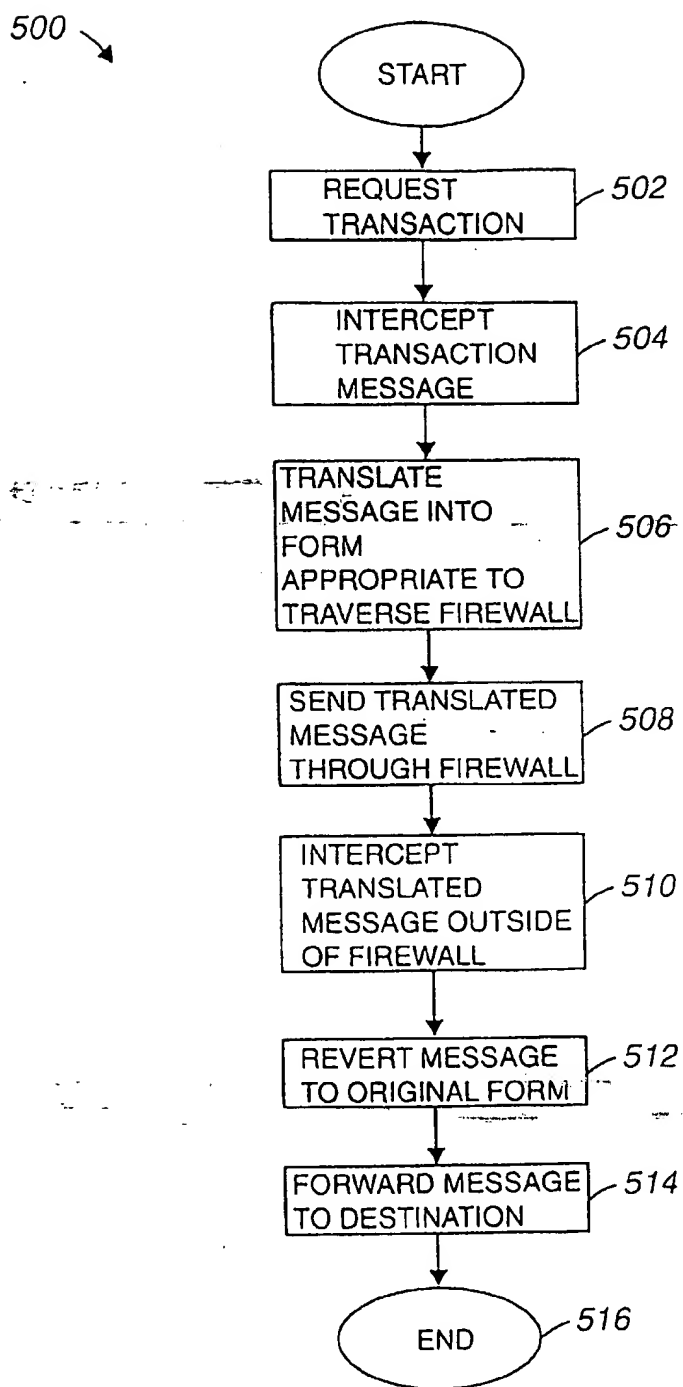 500
START
REQUEST
TRANSACTION
502
INTERCEPT
TRANSACTION
MESSAGE
504
TRANSLATE
MESSAGE INTO
FORM
APPROPRIATE TO
TRAVERSE FIREWALL
506
SEND TRANSLATED
MESSAGE
THROUGH FIREWALL
508
INTERCEPT
TRANSLATED
MESSAGE OUTSIDE
OF FIREWALL
510
REVERT MESSAGE
TO ORIGINAL FORM
512
FORWARD MESSAGE
TO DESTINATION
514
END
516